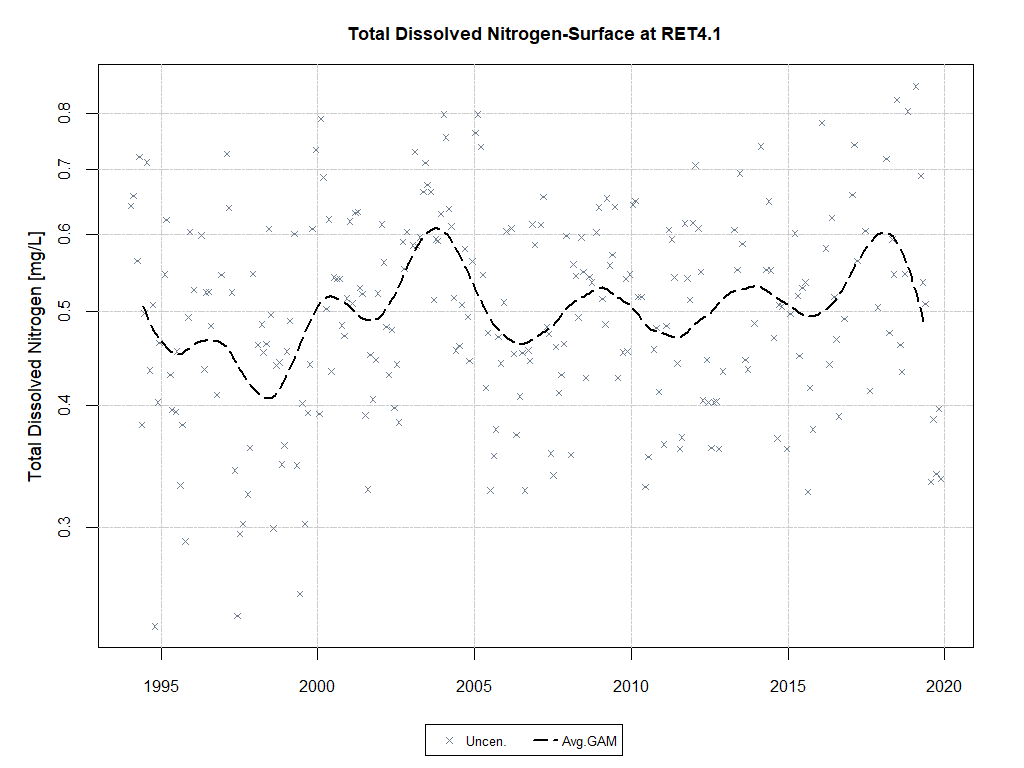 Total Dissolved Nitrogen-Surface at RET4.1
Total Dissolved Nitrogen [mg/L]
0.8
0.7
0.6
0.5
0.4
0.3
1995 2000 2005 2010 2015 2020
Uncen. Avg.GAM